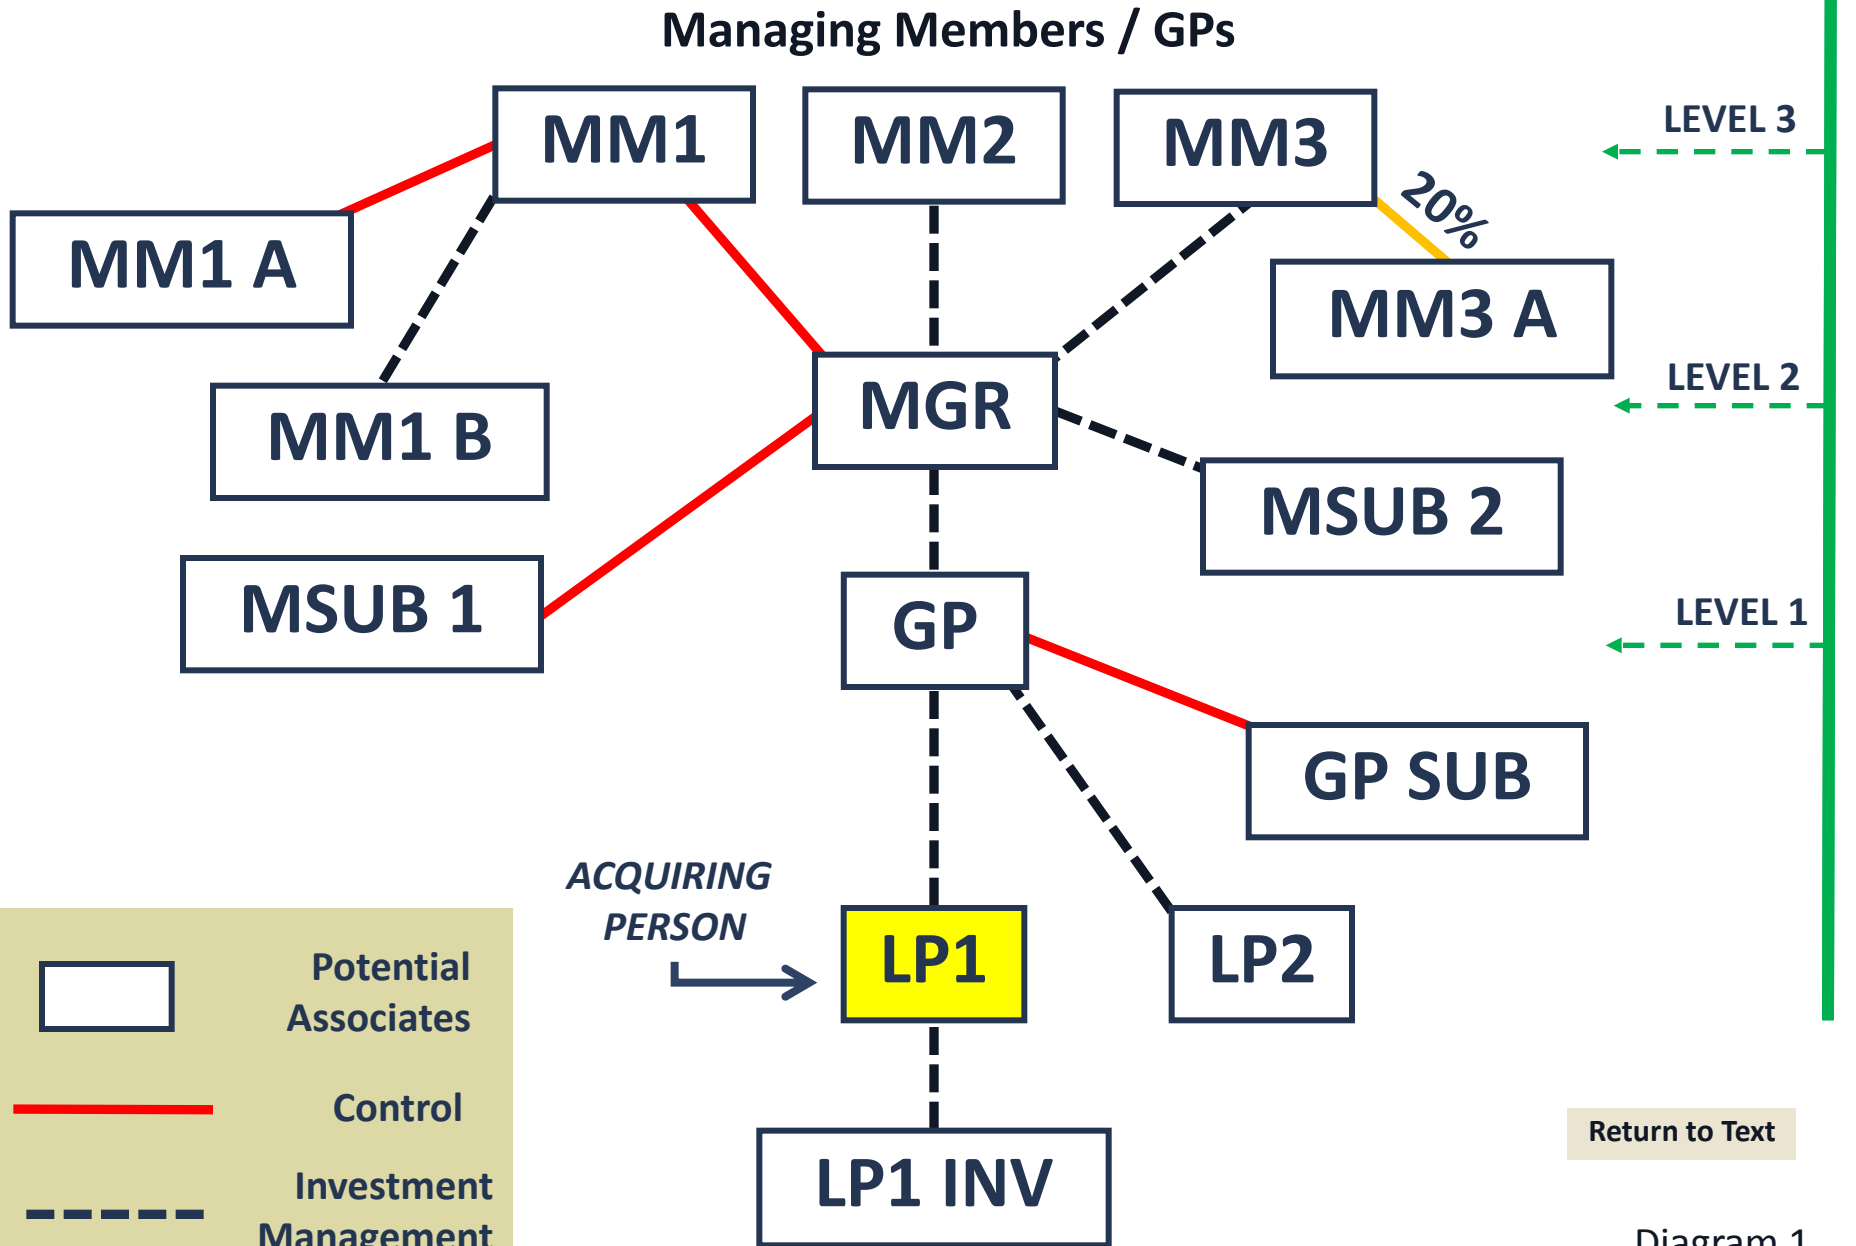 Managing Members / GPs
MM1
MM2
MM3
LEVEL 3
20%
MM1 A
MM3 A
LEVEL 2
MGR
MM1 B
MSUB 2
MSUB 1
GP
LEVEL 1
GP SUB
ACQUIRING
PERSON
LP1
LP2
Potential
Associates
Control
Return to Text
LP1 INV
Investment
Management
Diagram 1